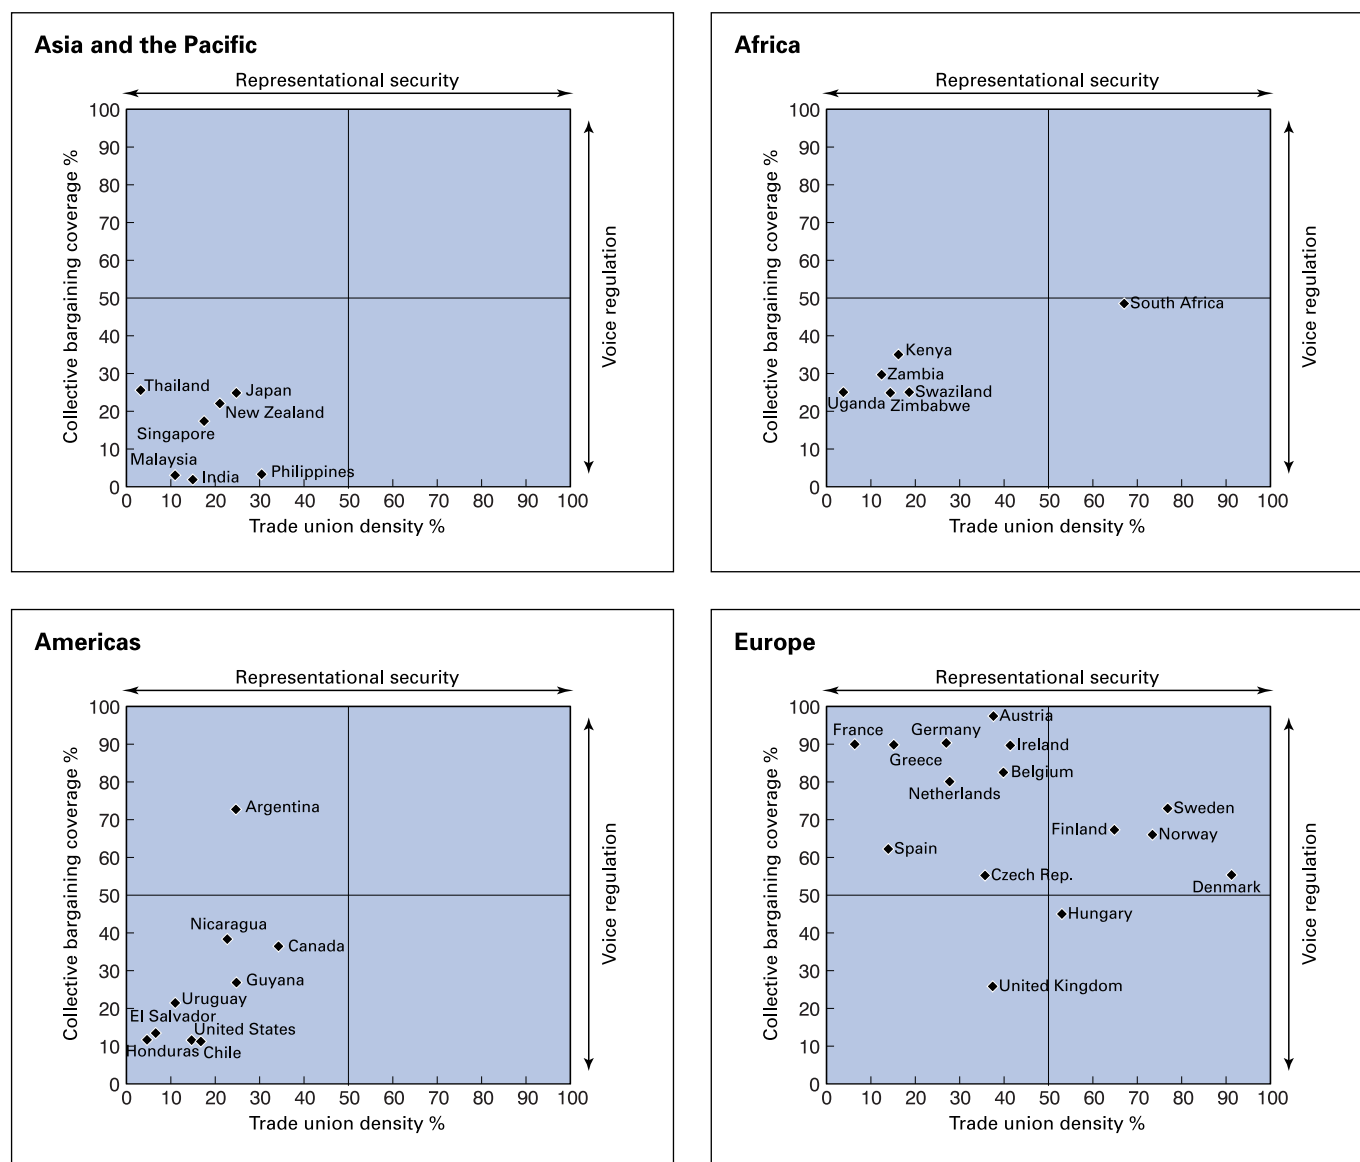 Asia and the Pacific
Representational security
Collective bargaining coverage %
100
90
80
70
60
50
40
30
20
10
0
Thailand
Japan
New Zealand
Singapore
Malaysia
India
Philippines
0 10 20 30 40 50 60 70 80 90 100
Trade union density %
Voice regulation
Africa
Representational security
Collective bargaining coverage %
100
90
80
70
60
50
40
30
20
10
0
South Africa
Kenya
Zambia
Swaziland
Uganda
Zimbabwe
0 10 20 30 40 50 60 70 80 90 100
Trade union density %
Voice regulation
Americas
Representational security
Collective bargaining coverage %
100
90
80
70
60
50
40
30
20
10
0
Argentina
Nicaragua
Canada
Guyana
Uruguay
El Salvador
United States
Honduras
Chile
0 10 20 30 40 50 60 70 80 90 100
Trade union density %
Voice regulation
Europe
Representational security
Collective bargaining coverage %
100
90
80
70
60
50
40
30
20
10
0
Austria
France
Germany
Ireland
Greece
Belgium
Netherlands
Sweden
Finland
Norway
Spain
Czech Rep.
Denmark
Hungary
United Kingdom
0 10 20 30 40 50 60 70 80 90 100
Trade union density %
Voice regulation